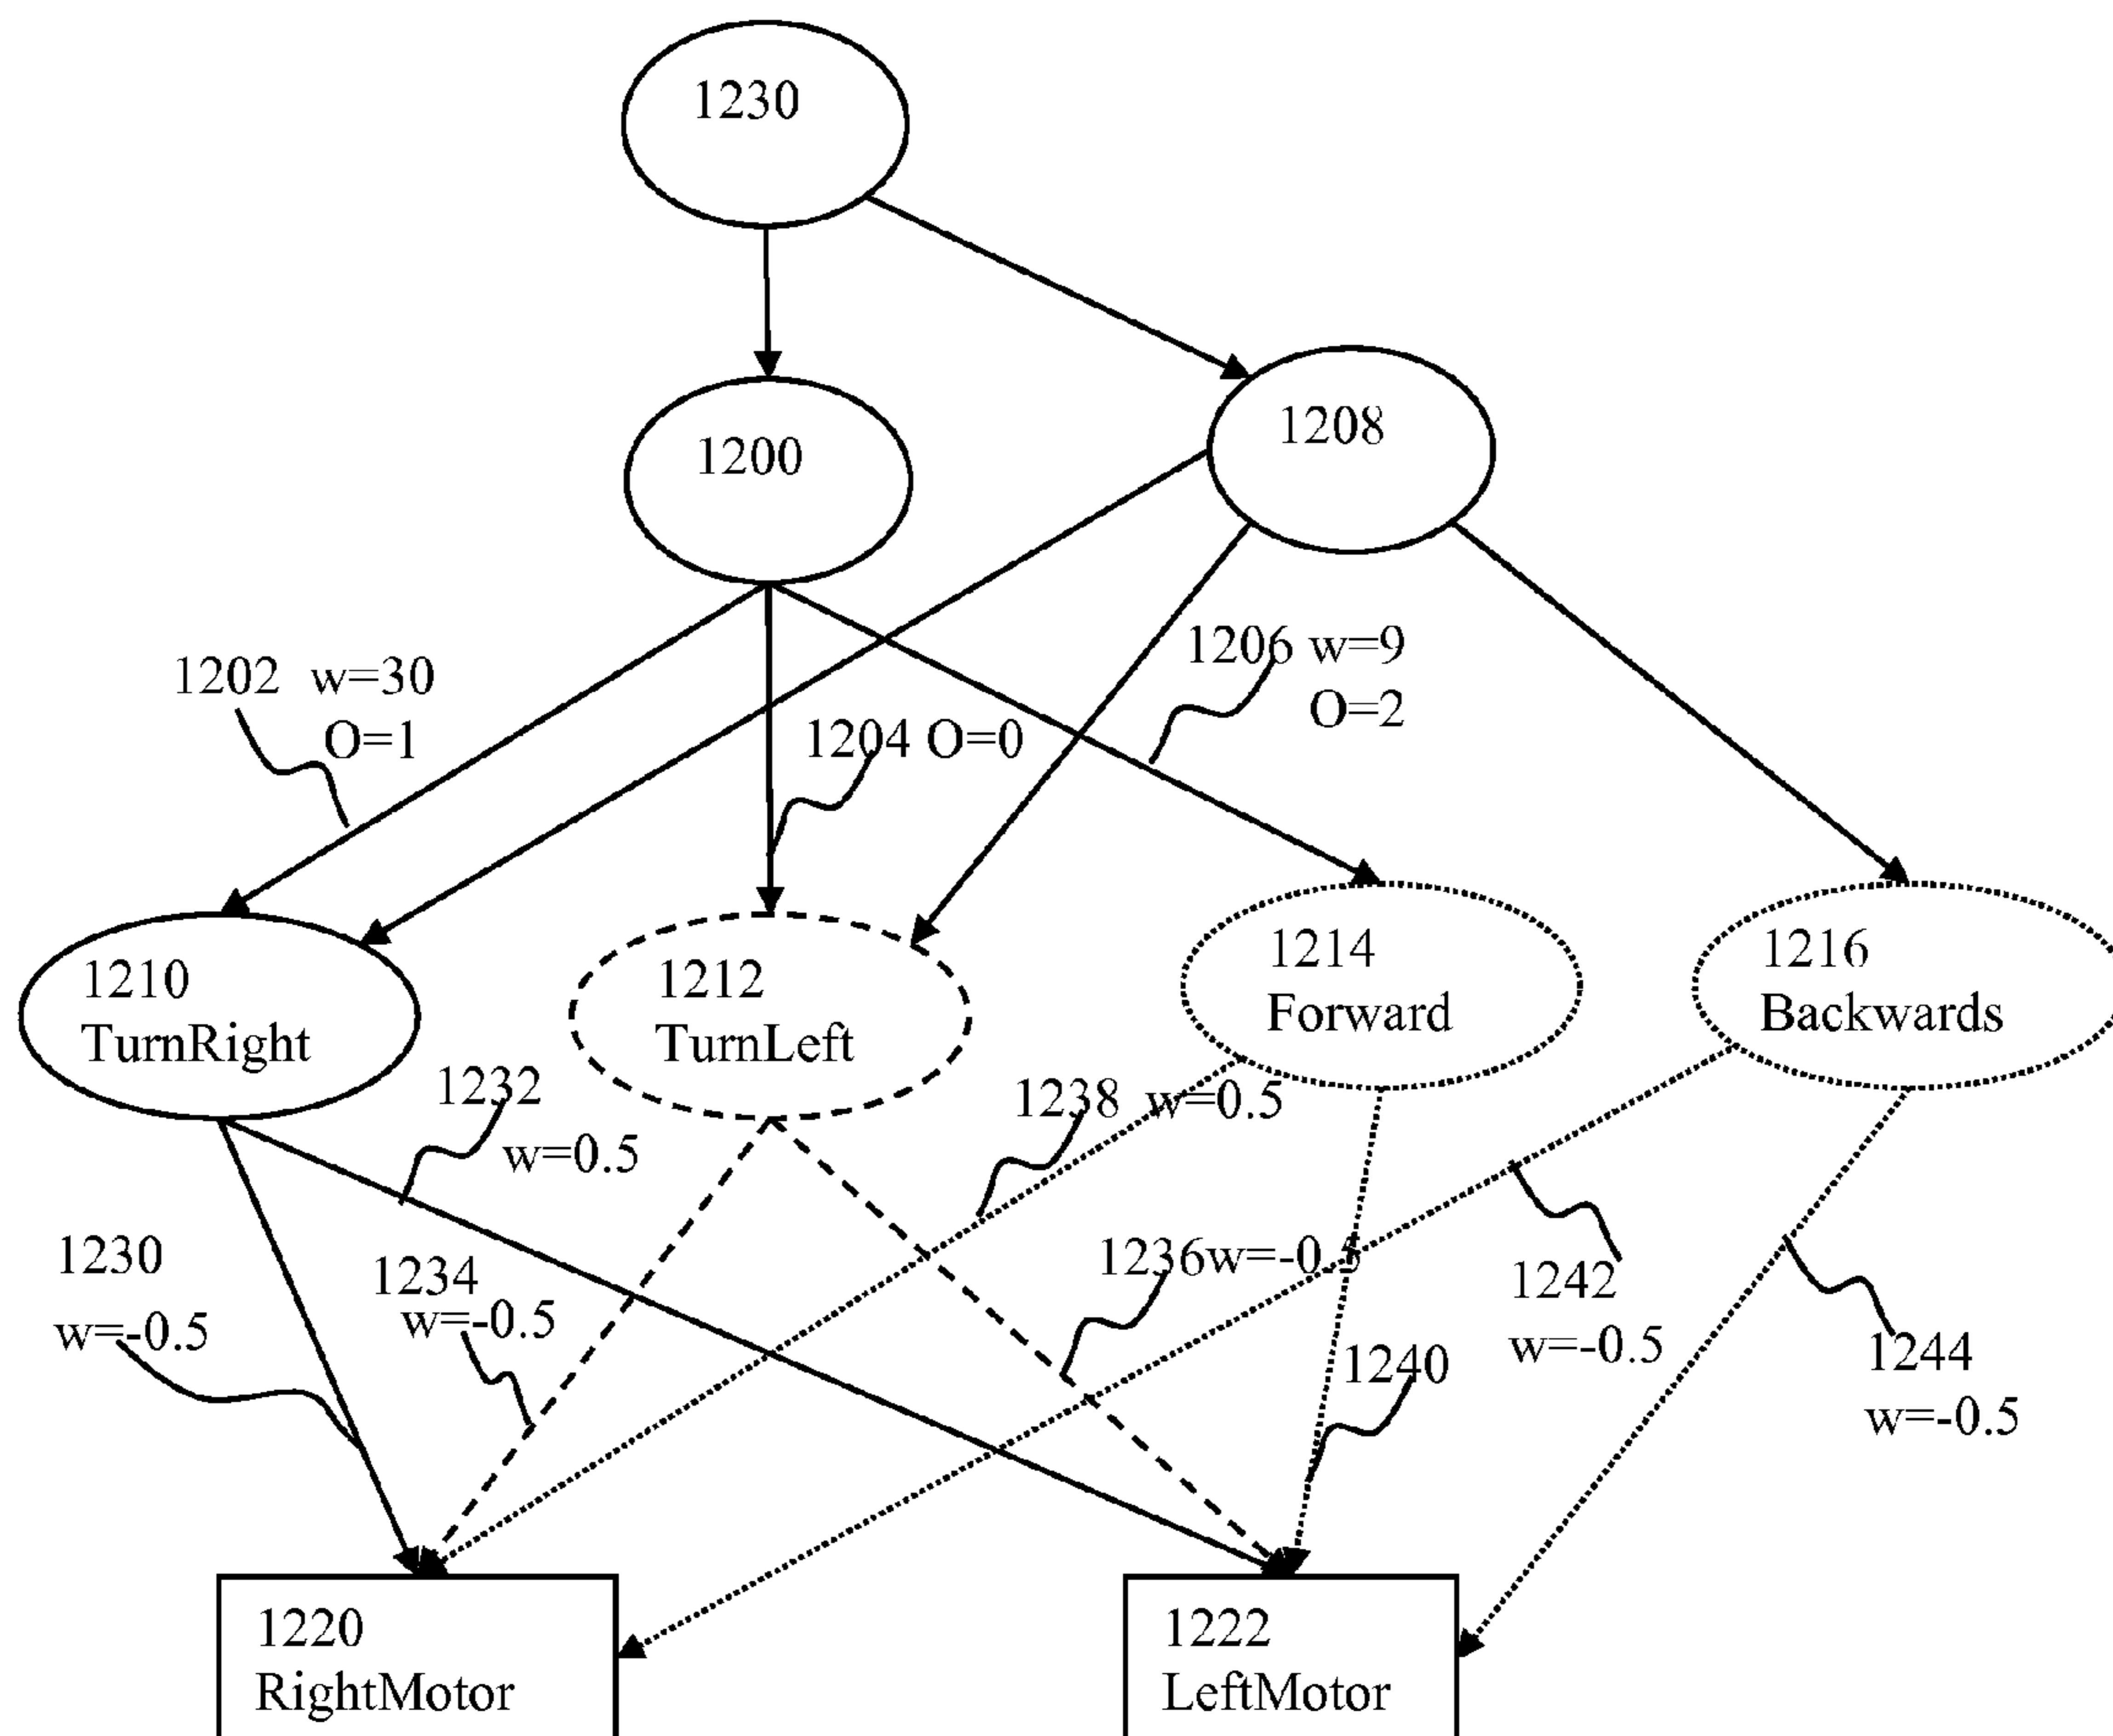 1230
1200
1208
1202 w=30
O=1
1204 O=0
1206 w=9
O=2
1210
TurnRight
1212
TurnLeft
1214
Forward
1216
Backwards
1232
w=0.5
1238 w=0.5
1230
w=-0.5
1234
w=-0.5
1236w=-0.5
1242
w=-0.5
1240
1244
w=-0.5
1220
RightMotor
1222
LeftMotor